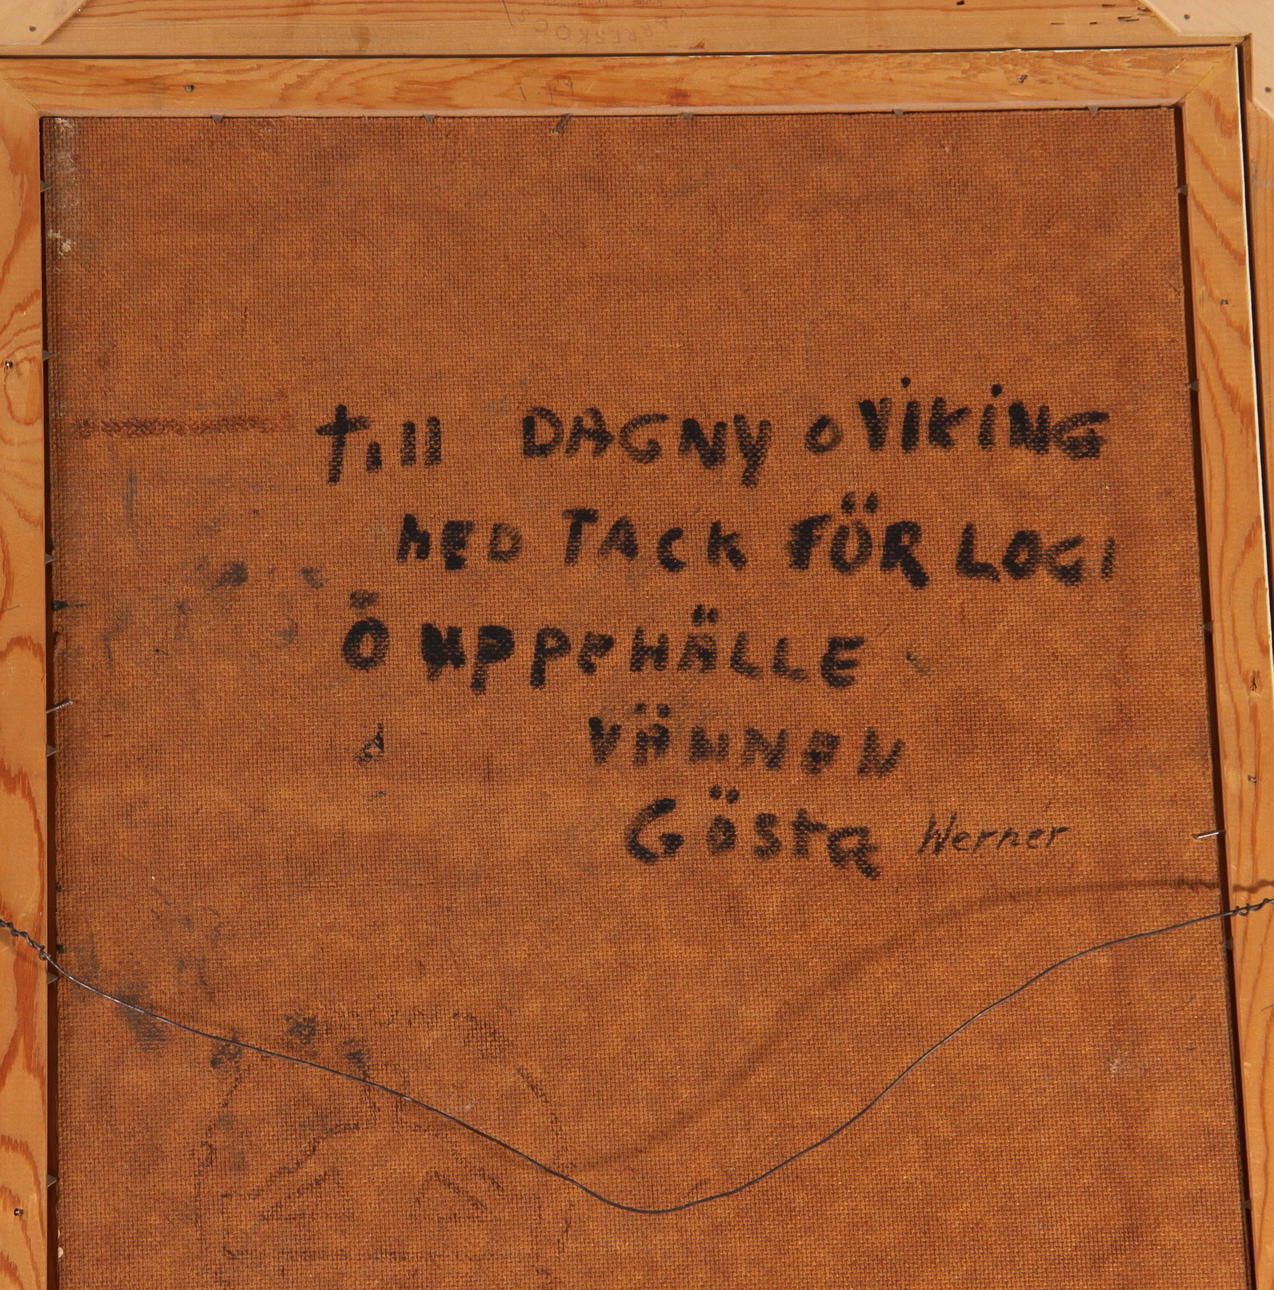 till DAGNy O ViKiNG
MED TACK FÖR LOGI
Ö UPPEHÄLLE
VÄNNEN
Gösta Werner